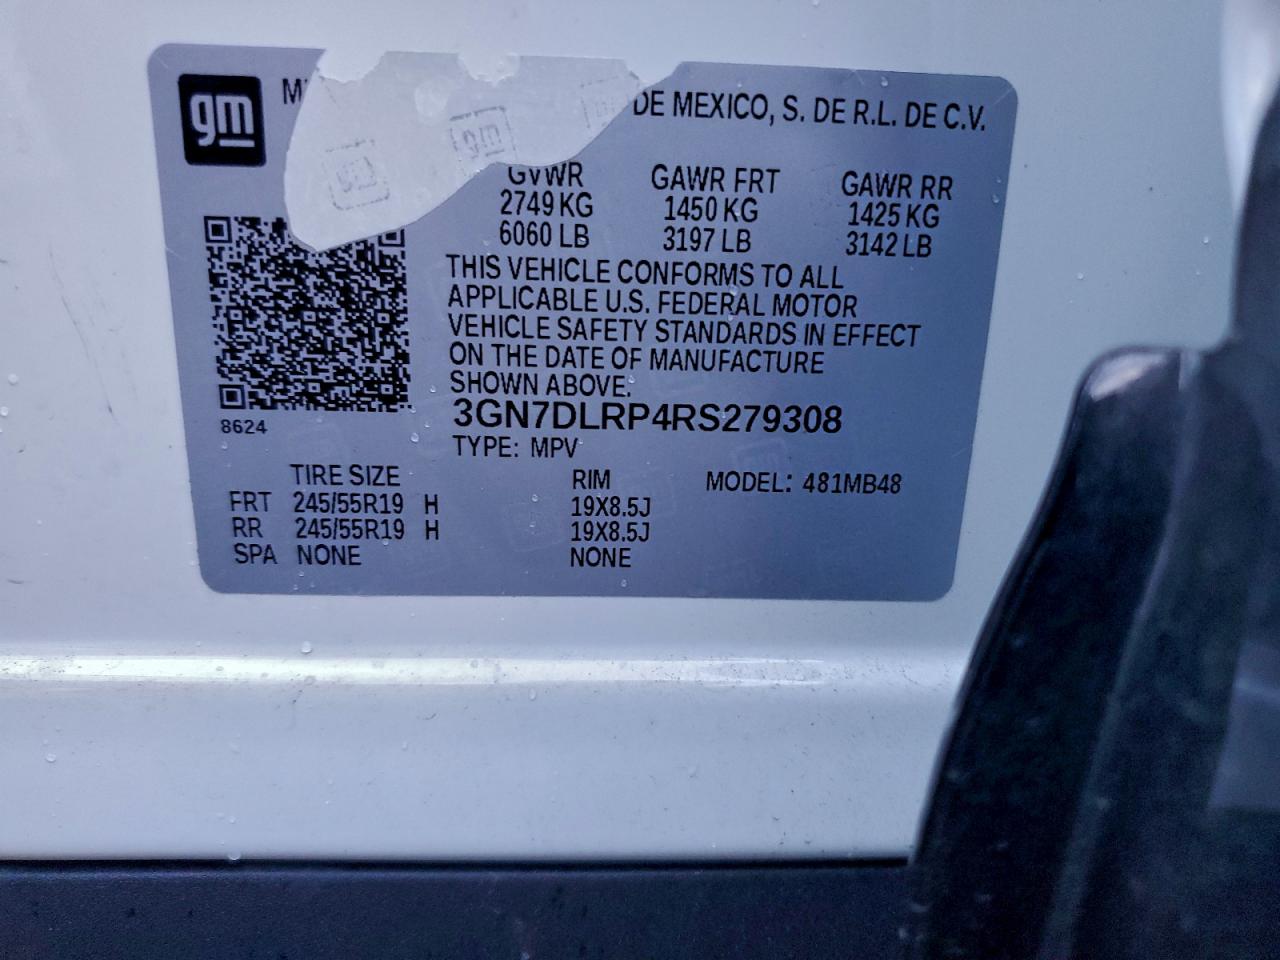 gm
DE MEXICO, S. DE R.L. DE C.V.
GVWR GAWR FRT GAWR RR
2749 KG 1450 KG 1425 KG
6060 LB 3197 LB 3142 LB
THIS VEHICLE CONFORMS TO ALL
APPLICABLE U.S. FEDERAL MOTOR
VEHICLE SAFETY STANDARDS IN EFFECT
ON THE DATE OF MANUFACTURE
SHOWN ABOVE.
3GN7DLRP4RS279308
8624
TYPE: MPV
TIRE SIZE RIM MODEL: 481MB48
FRT 245/55R19 H 19X8.5J
RR 245/55R19 H 19X8.5J
SPA NONE NONE